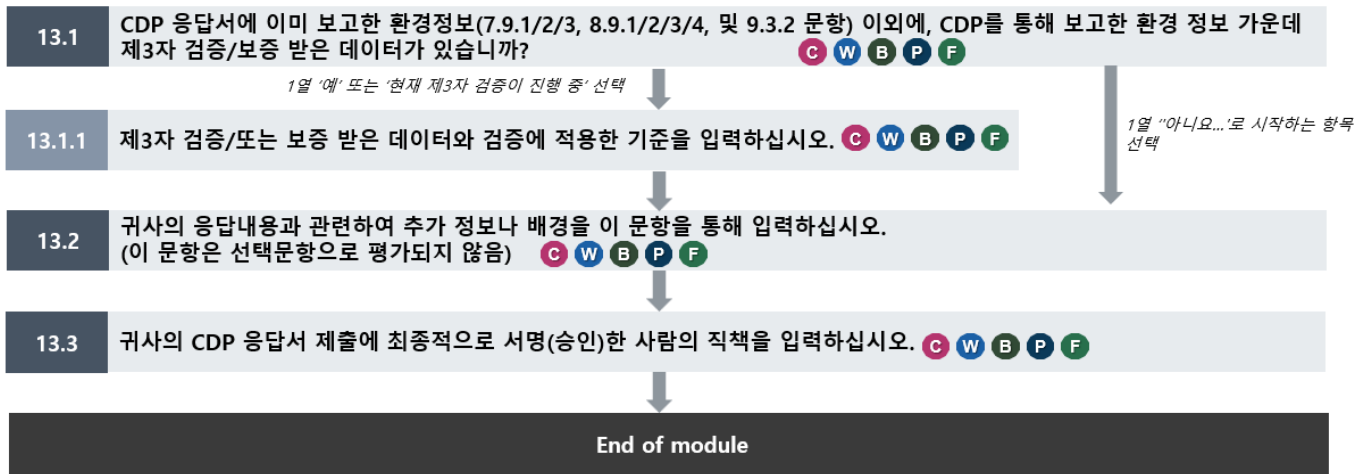 13.1
CDP 응답서에 이미 보고한 환경정보(7.9.1/2/3, 8.9.1/2/3/4, 및 9.3.2 문항) 이외에, CDP를 통해 보고한 환경 정보 가운데
제3자 검증/보증 받은 데이터가 있습니까? C W B P F
1열 '예' 또는 '현재 제3자 검증이 진행 중' 선택
13.1.1
제3자 검증/또는 보증 받은 데이터와 검증에 적용한 기준을 입력하십시오. C W B P F
1열 ''아니요...'로 시작하는 항목
선택
13.2
귀사의 응답내용과 관련하여 추가 정보나 배경을 이 문항을 통해 입력하십시오.
(이 문항은 선택문항으로 평가되지 않음) C W B P F
13.3
귀사의 CDP 응답서 제출에 최종적으로 서명(승인)한 사람의 직책을 입력하십시오. C W B P F
End of module